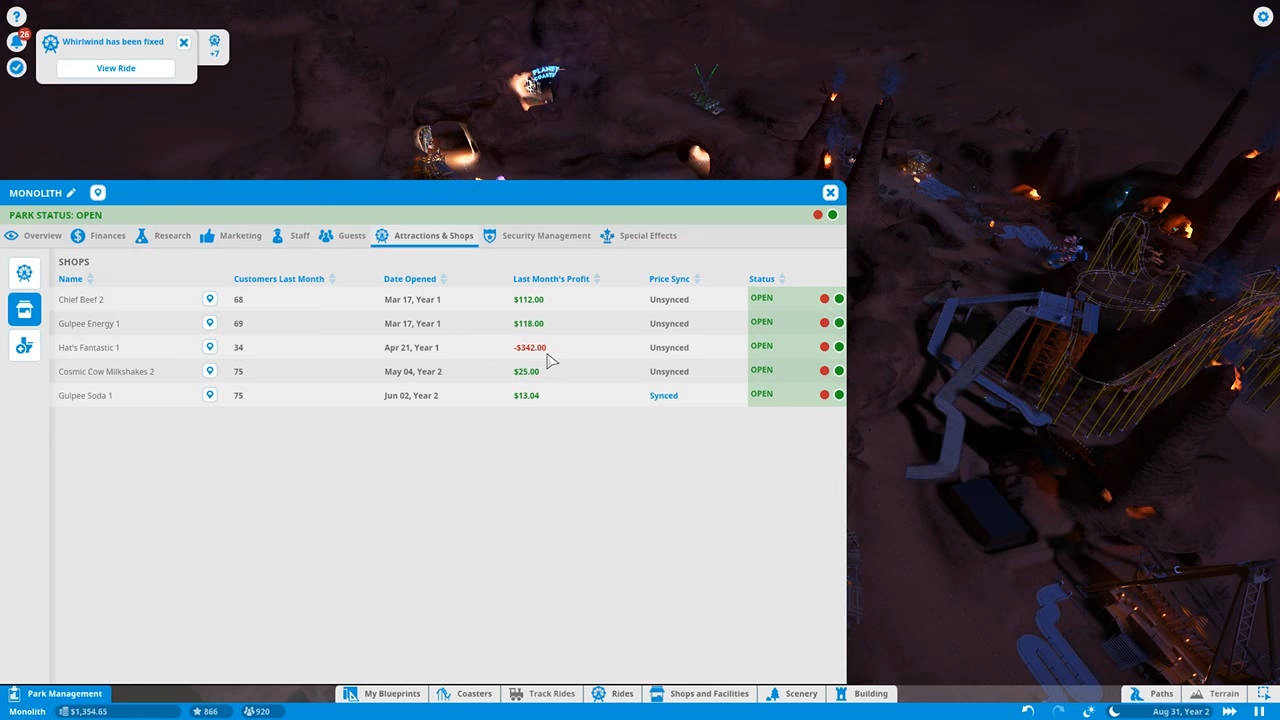 ?
26
Whirlwind has been fixed
+7
View Ride
PLANET
COASTER
MONOLITH
PARK STATUS: OPEN
Overview Finances Research Marketing Staff Guests Attractions & Shops Security Management Special Effects
SHOPS
Name Customers Last Month Date Opened Last Month's Profit Price Sync Status
Chief Beef 2 68 Mar 17, Year 1 $112.00 Unsynced OPEN
Gulpee Energy 1 69 Mar 17, Year 1 $118.00 Unsynced OPEN
Hat's Fantastic 1 34 Apr 21, Year 1 -$342.00 Unsynced OPEN
Cosmic Cow Milkshakes 2 75 May 04, Year 2 $25.00 Unsynced OPEN
Gulpee Soda 1 75 Jun 02, Year 2 $13.04 Synced OPEN
Park Management My Blueprints Coasters Track Rides Rides Shops and Facilities Scenery Building Paths Terrain
Monolith $1,354.65 866 920 Aug 31, Year 2